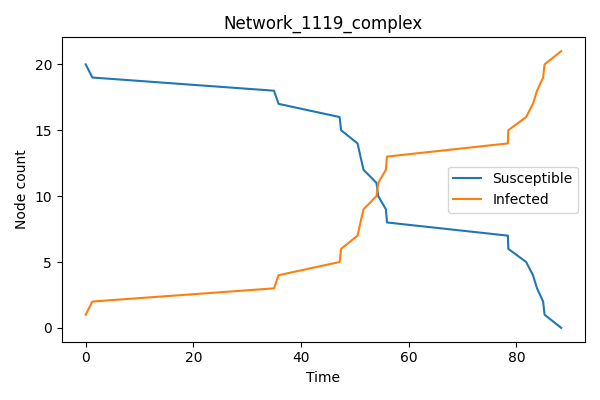 Network_1119_complex
Node count
20
15
10
5
0
Susceptible
Infected
0 20 40 60 80
Time